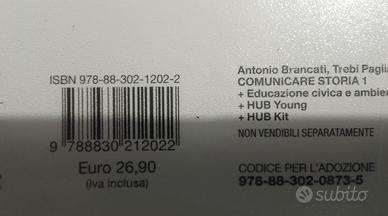 ISBN 978-88-302-1202-2
9 788830 212022
Euro 26,90
(iva inclusa)
Antonio Brancati, Trebi Paglia
COMUNICARE STORIA 1
+ Educazione civica e ambien
+ HUB Young
+ HUB Kit
NON VENDIBILI SEPARATAMENTE
CODICE PER L'ADOZIONE
978-88-302-0873-5
subito